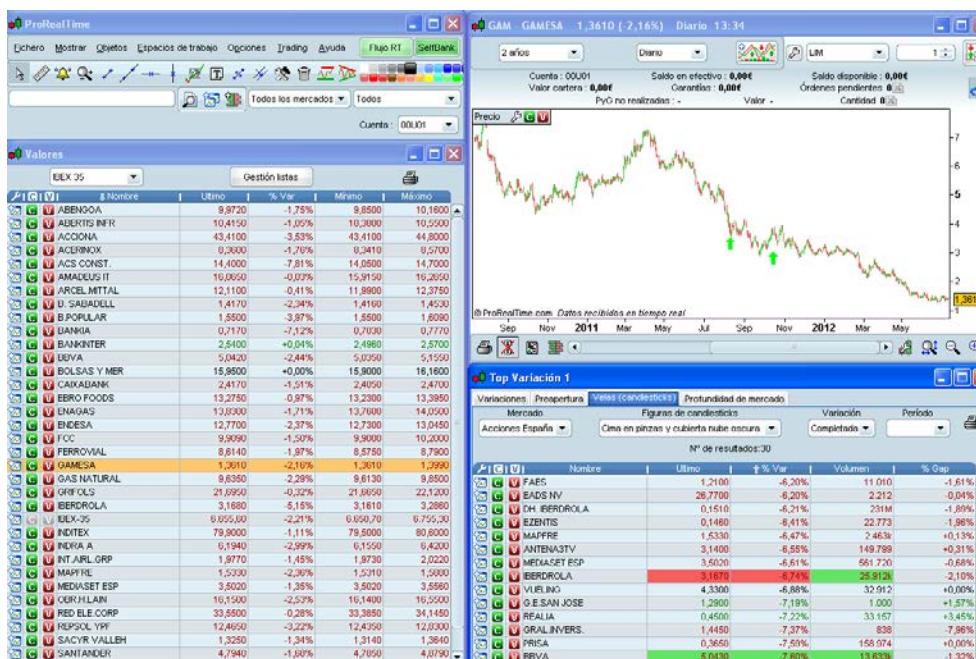 ProRealTime
Fichero Mostrar Objetos Espacios de trabajo Opciones Trading Ayuda Flujo RT SelfBank
Todos los mercados Todos
Cuenta : 00U01
Valores
IBEX 35 Gestión listas
C V Nombre Último % Var Mínimo Máximo
C V ABENGOA 9,9720 -1,75% 9,8500 10,1600
C V ABERTIS INFR 10,4150 -1,05% 10,3000 10,5500
C V ACCIONA 43,4100 -3,53% 43,4100 44,8000
C V ACERINOX 8,3600 -1,76% 8,3410 8,5700
C V ACS CONST. 14,4000 -7,81% 14,0500 14,7000
C V AMADEUS IT 16,0650 -0,03% 15,9150 16,2650
C V ARCEL.MITTAL 12,1100 -0,41% 11,9900 12,3750
C V B. SABADELL 1,4170 -2,34% 1,4160 1,4530
C V B.POPULAR 1,5500 -3,97% 1,5500 1,6090
C V BANKIA 0,7170 -7,12% 0,7030 0,7770
C V BANKINTER 2,5400 +0,04% 2,4960 2,5700
C V BBVA 5,0420 -2,44% 5,0350 5,1550
C V BOLSAS Y MER 15,9500 +0,00% 15,9000 16,1600
C V CAIXABANK 2,4170 -1,51% 2,4050 2,4700
C V EBRO FOODS 13,2750 -0,97% 13,2300 13,3950
C V ENAGAS 13,8300 -1,71% 13,7600 14,0500
C V ENDESA 12,7700 -2,37% 12,7300 13,0450
C V FCC 9,9090 -1,50% 9,9000 10,2000
C V FERROVIAL 8,6140 -1,97% 8,5750 8,7900
C V GAMESA 1,3610 -2,16% 1,3610 1,3990
C V GAS NATURAL 9,6350 -2,29% 9,6130 9,8500
C V GRIFOLS 21,6950 -0,32% 21,6650 22,1200
C V IBERDROLA 3,1680 -5,15% 3,1610 3,2860
C V IBEX-35 6.655,60 -2,21% 6.650,70 6.755,30
C V INDITEX 79,9000 -1,11% 79,5000 80,6000
C V INDRA A 6,1940 -2,99% 6,1550 6,4200
C V INT.AIRL.GRP 1,9770 -1,45% 1,9730 2,0220
C V MAPFRE 1,5330 -2,36% 1,5310 1,5800
C V MEDIASET ESP 3,5020 -1,35% 3,5020 3,5560
C V OBR.H.LAIN 16,1500 -2,53% 16,1400 16,5500
C V RED ELE.CORP 33,5500 -0,28% 33,3850 34,1450
C V REPSOL YPF 12,4650 -3,22% 12,4350 12,8300
C V SACYR VALLEH 1,3250 -1,34% 1,3140 1,3640
C V SANTANDER 4,7940 -1,60% 4,7850 4,8790
GAM - GAMESA 1,3610 (-2,16%) Diario 13:34
2 años Diario LIM 1
Cuenta : 00U01 Saldo en efectivo : 0,00€ Saldo disponible : 0,00€
Valor cartera : 0,00€ Garantías : 0,00€ Órdenes pendientes 0
PyG no realizadas : - Valor - Cantidad 0
Precio C V
7
6
5
4
3
2
1,361
1
© ProRealTime.com Datos recibidos en tiempo real
Sep Nov 2011 Mar May Jul Sep Nov 2012 Mar May
Top Variación 1
Variaciones Preapertura Velas (candlesticks) Profundidad de mercado
Mercado Figuras de candlesticks Variación Período
Acciones España Cima en pinzas y cubierta nube oscura Completada
Nº de resultados:30
C V Nombre Último % Var Volumen % Gap
C V FAES 1,2100 -6,20% 11.010 -1,61%
C V EADS NV 26,7700 -6,20% 2.212 -0,04%
C V DH. IBERDROLA 0,1510 -6,21% 231M -1,89%
C V EZENTIS 0,1460 -6,41% 22.773 -1,96%
C V MAPFRE 1,5330 -6,47% 2.463k +0,13%
C V ANTENA3TV 3,1400 -6,55% 149.799 +0,31%
C V MEDIASET ESP 3,5020 -6,61% 561.720 -0,68%
C V IBERDROLA 3,1670 -6,74% 25.912k -2,10%
C V VUELING 4,3300 -6,88% 32.912 +0,00%
C V G.E.SAN JOSE 1,2900 -7,19% 1.000 +1,57%
C V REALIA 0,4500 -7,22% 33.157 +3,45%
C V GRAL.INVERS. 1,4450 -7,37% 838 -7,96%
C V PRISA 0,3650 -7,59% 158.974 +0,00%
C V BBVA 5,0430 -7,60% 13.633k -1,32%